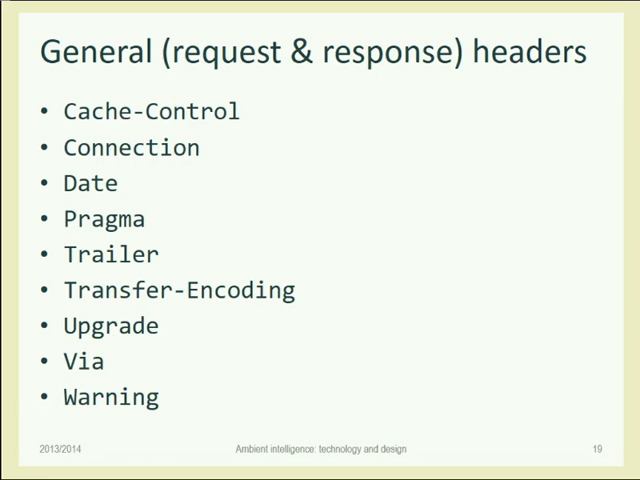 General (request & response) headers
• Cache-Control
• Connection
• Date
• Pragma
• Trailer
• Transfer-Encoding
• Upgrade
• Via
• Warning
2013/2014 Ambient intelligence: technology and design 19